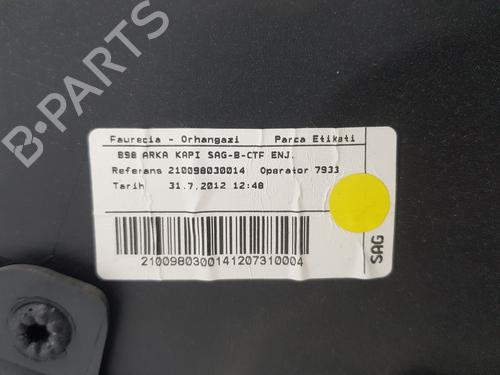 Faurecia - Orhangazi Parca Etiketi
B98 ARKA KAPI SAG-B-CTF ENJ.
Referans 210098030014 Operator 7933
Tarih 31.7.2012 12:48
2100980300141207310004
SAG
B-PARTS